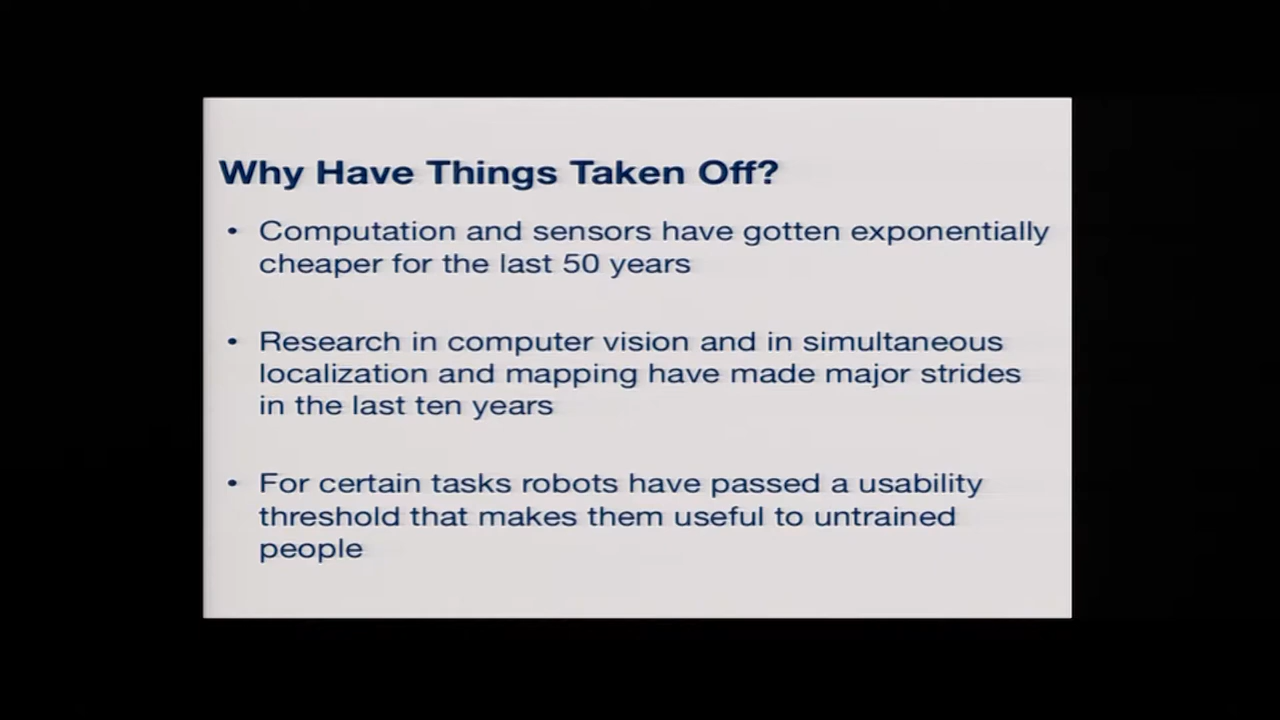 Why Have Things Taken Off?
• Computation and sensors have gotten exponentially
cheaper for the last 50 years
• Research in computer vision and in simultaneous
localization and mapping have made major strides
in the last ten years
• For certain tasks robots have passed a usability
threshold that makes them useful to untrained
people